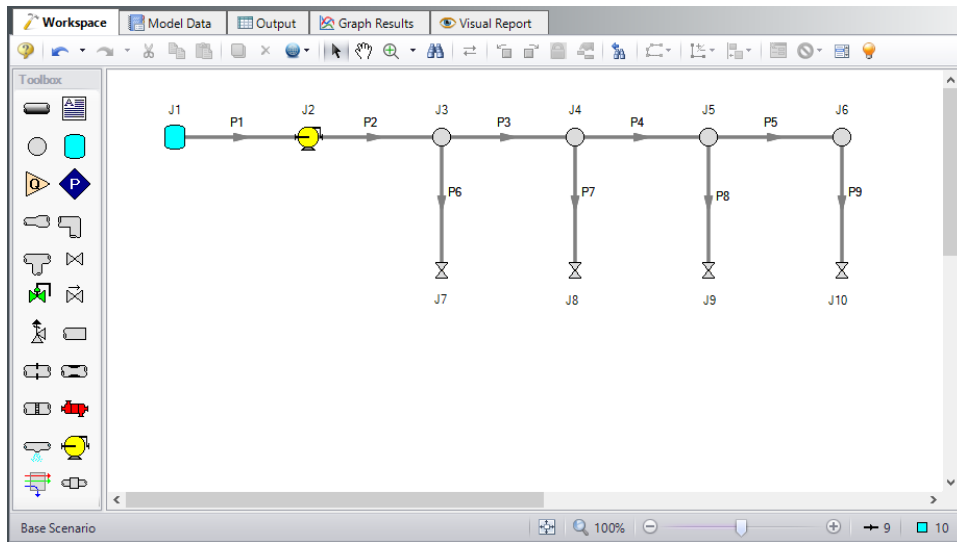 Workspace Model Data Output Graph Results Visual Report
Toolbox
A
Q P
J1 J2 J3 J4 J5 J6
P1 P2 P3 P4 P5
P6 P7 P8 P9
J7 J8 J9 J10
Base Scenario 100% 9 10